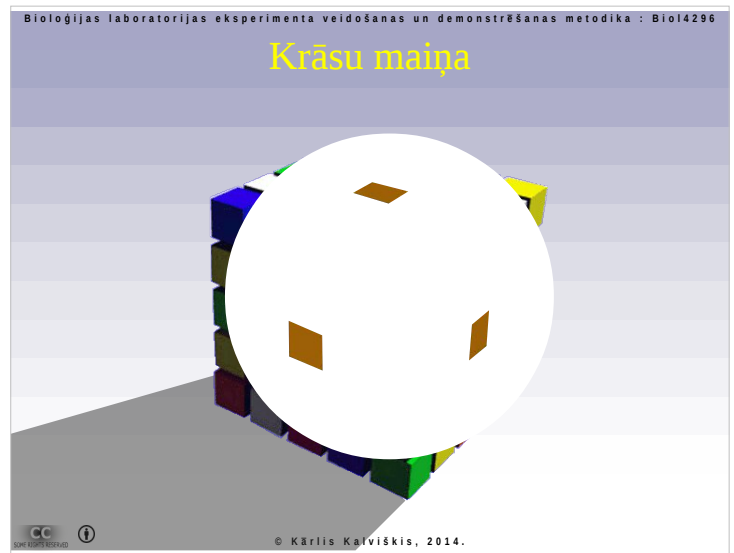 Bioloģijas laboratorijas eksperimenta veidošanas un demonstrēšanas metodika : Biol4296
Krāsu maiņa
CC
SOME RIGHTS RESERVED
© Kārlis Kalviškis, 2014.